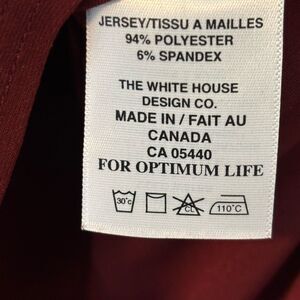 JERSEY/TISSU A MAILLES
94% POLYESTER
6% SPANDEX
THE WHITE HOUSE
DESIGN CO.
MADE IN / FAIT AU
CANADA
CA 05440
FOR OPTIMUM LIFE
30°c CL 110°C